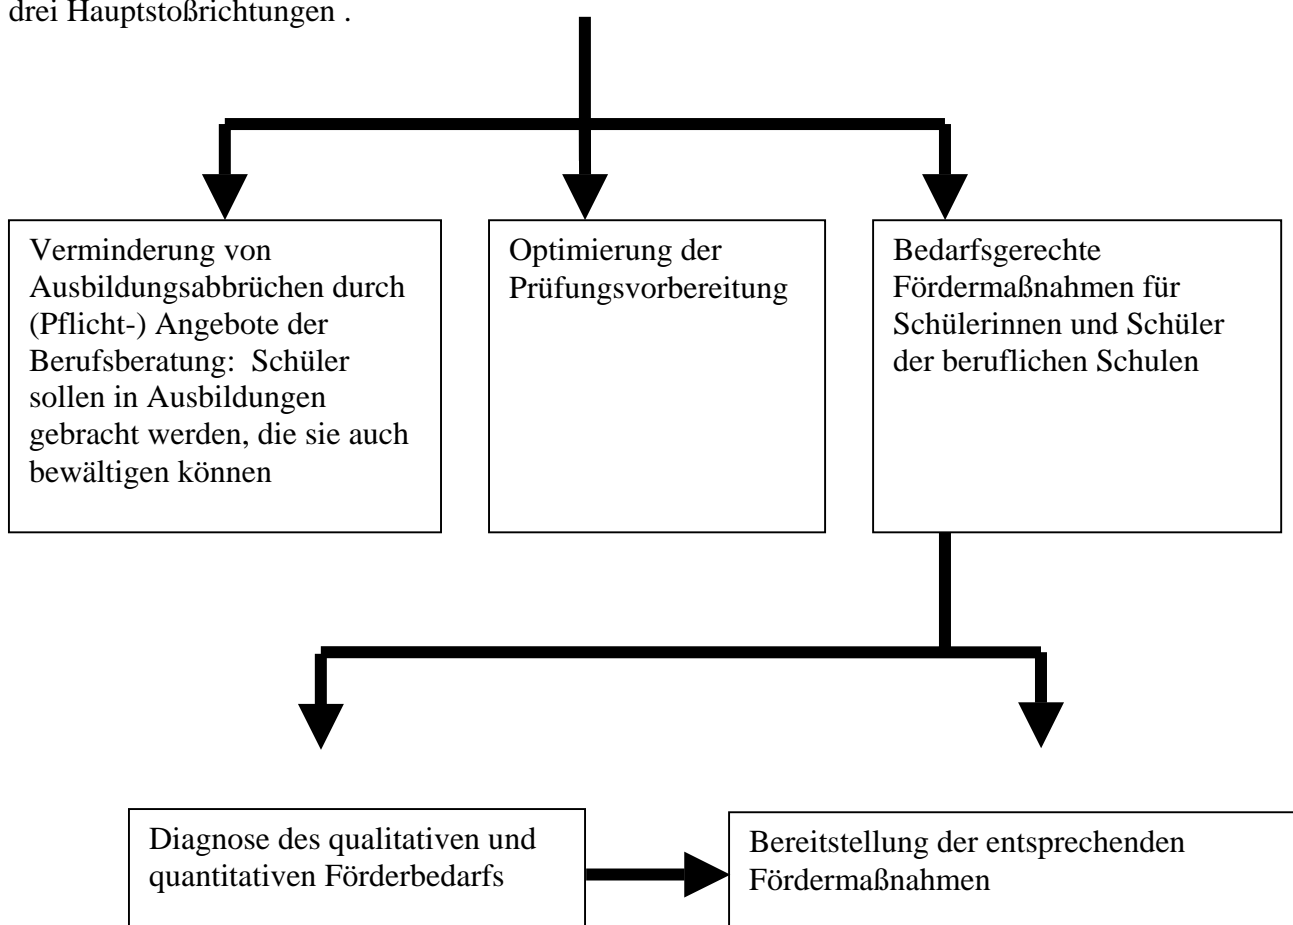 drei Hauptstoßrichtungen .
Verminderung von
Ausbildungsabbrüchen durch
(Pflicht-) Angebote der
Berufsberatung:  Schüler
sollen in Ausbildungen
gebracht werden, die sie auch
bewältigen können
Optimierung der
Prüfungsvorbereitung
Bedarfsgerechte
Fördermaßnahmen für
Schülerinnen und Schüler
der beruflichen Schulen
Diagnose des qualitativen und
quantitativen Förderbedarfs
Bereitstellung der entsprechenden
Fördermaßnahmen